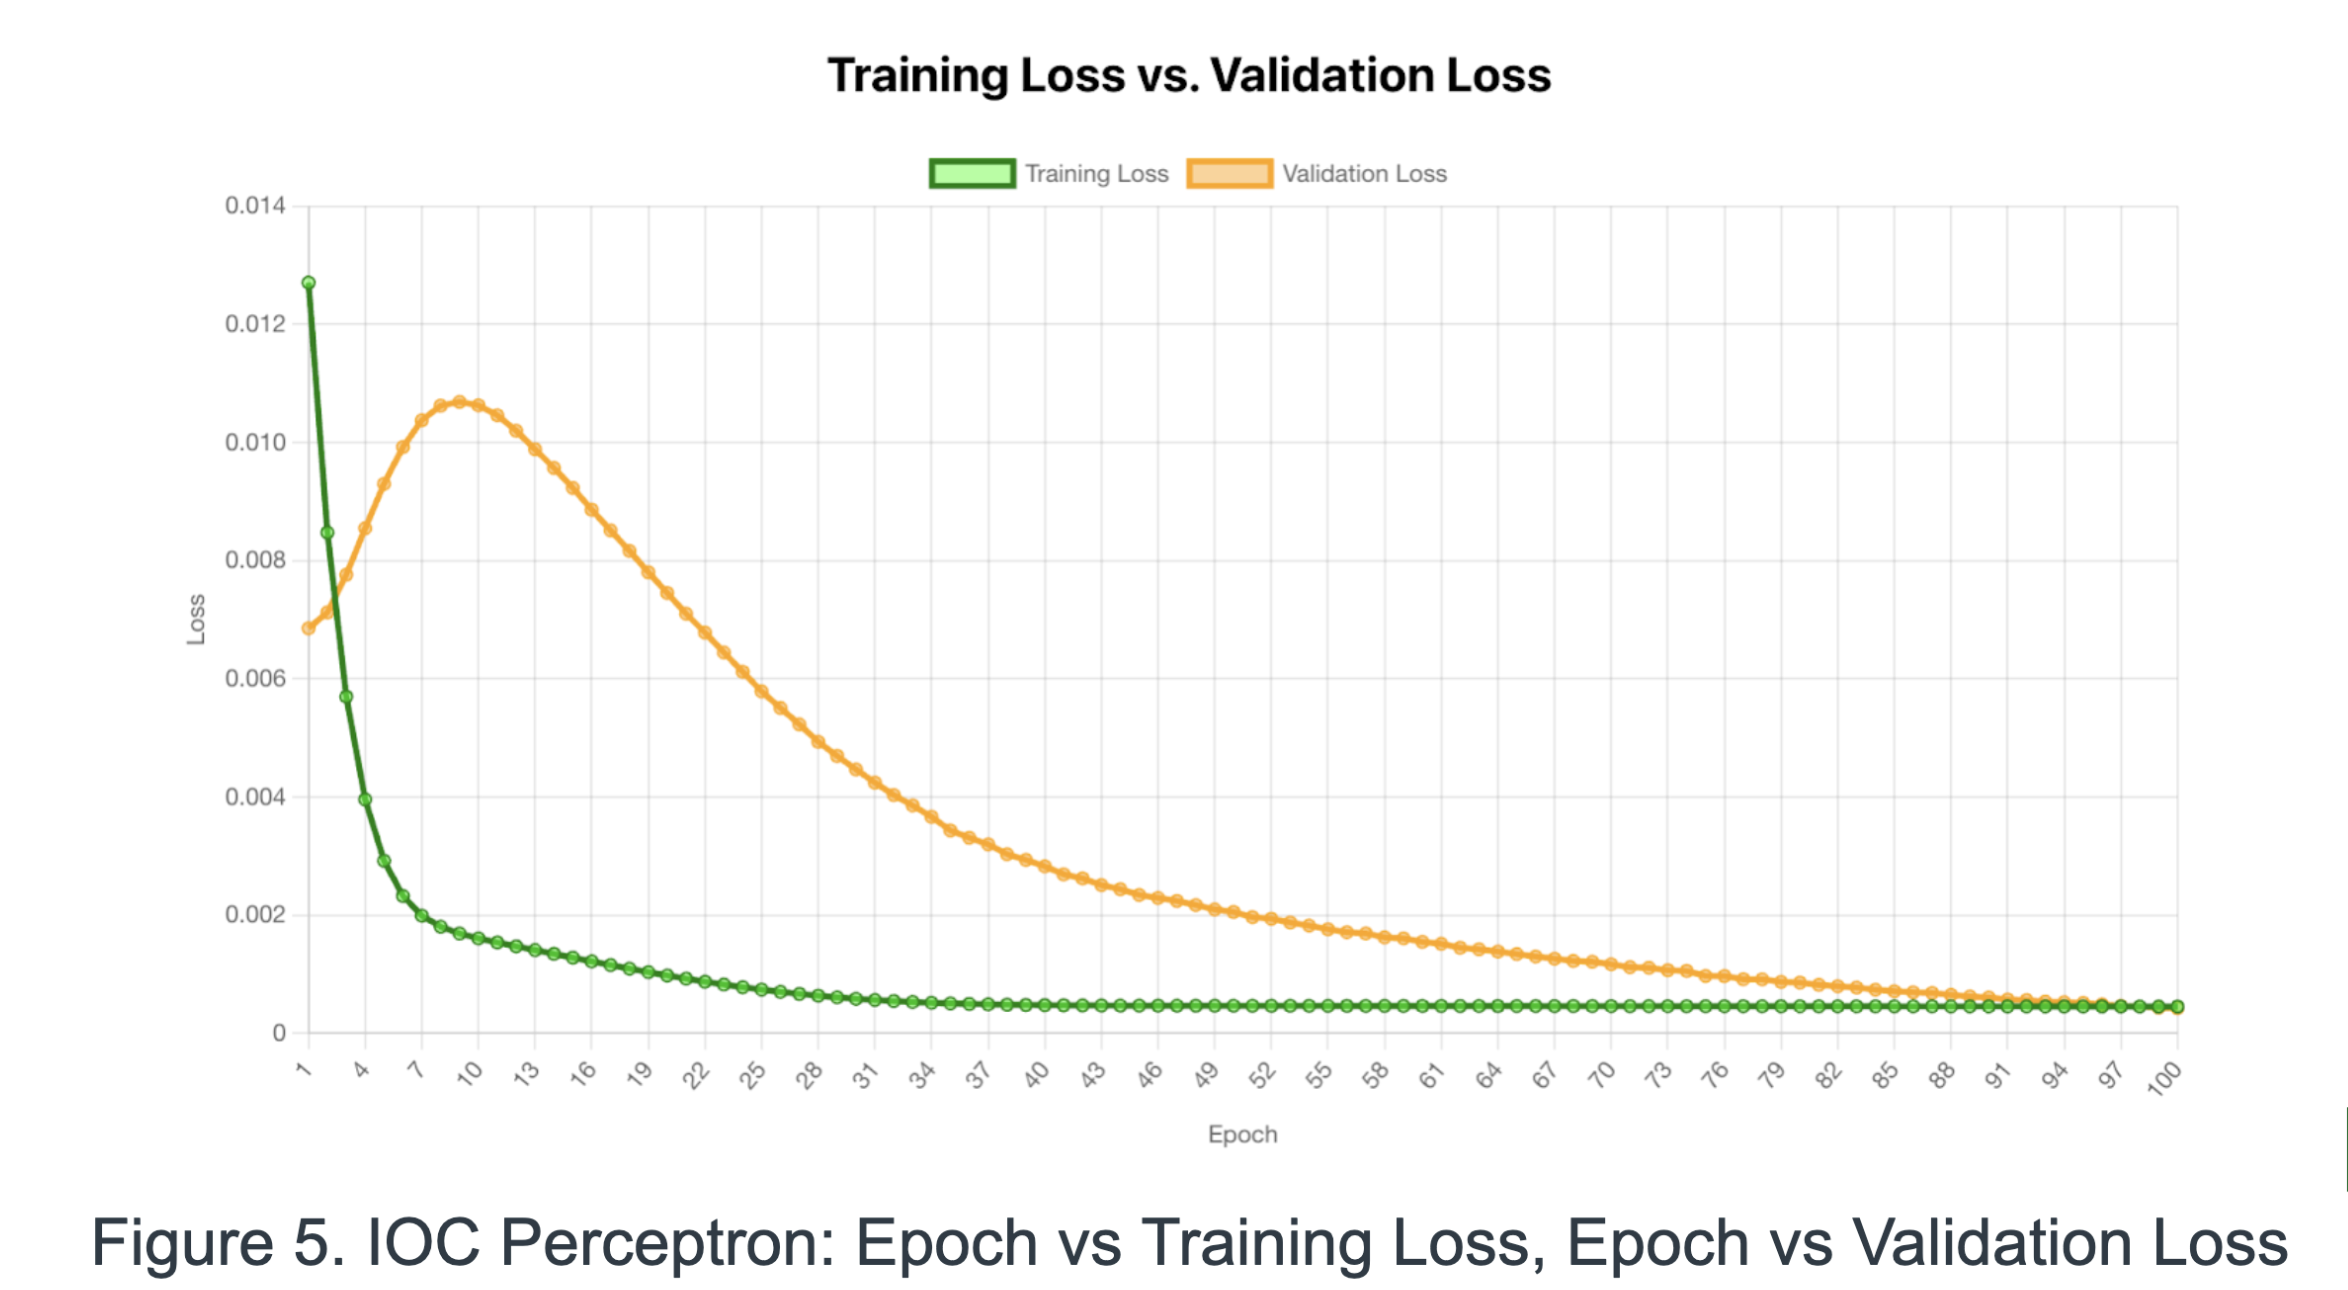 Training Loss vs. Validation Loss
Training Loss Validation Loss
0.014
0.012
0.010
0.008
0.006
0.004
0.002
0
Loss
1 4 7 10 13 16 19 22 25 28 31 34 37 40 43 46 49 52 55 58 61 64 67 70 73 76 79 82 85 88 91 94 97 100
Epoch
Figure 5. IOC Perceptron: Epoch vs Training Loss, Epoch vs Validation Loss